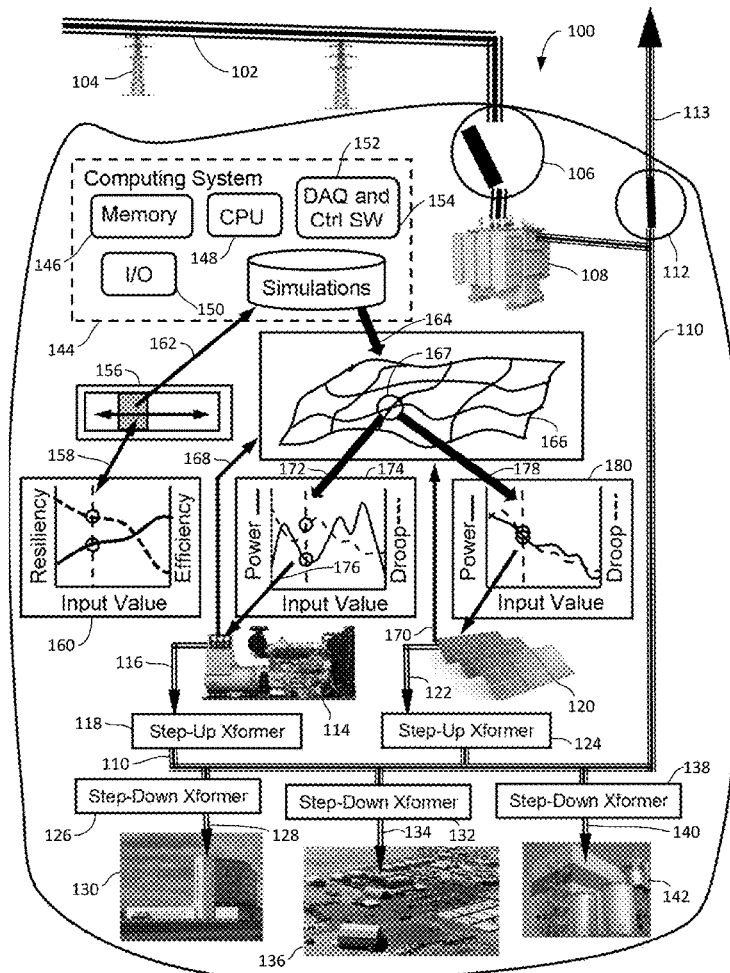 100
102
104
113
106
152
Computing System
DAQ and
Ctrl SW
Memory
CPU
154
146
148
I/O
150
Simulations
108
112
144
162
164
110
156
167
166
158
168
172
174
178
180
Resiliency
Efficiency
Input Value
160
Power
Droop
176
Input Value
Power
Droop
Input Value
170
116
114
122
120
118
Step-Up Xformer
Step-Up Xformer
124
110
138
Step-Down Xformer
Step-Down Xformer
Step-Down Xformer
126
128
134
132
140
130
136
142